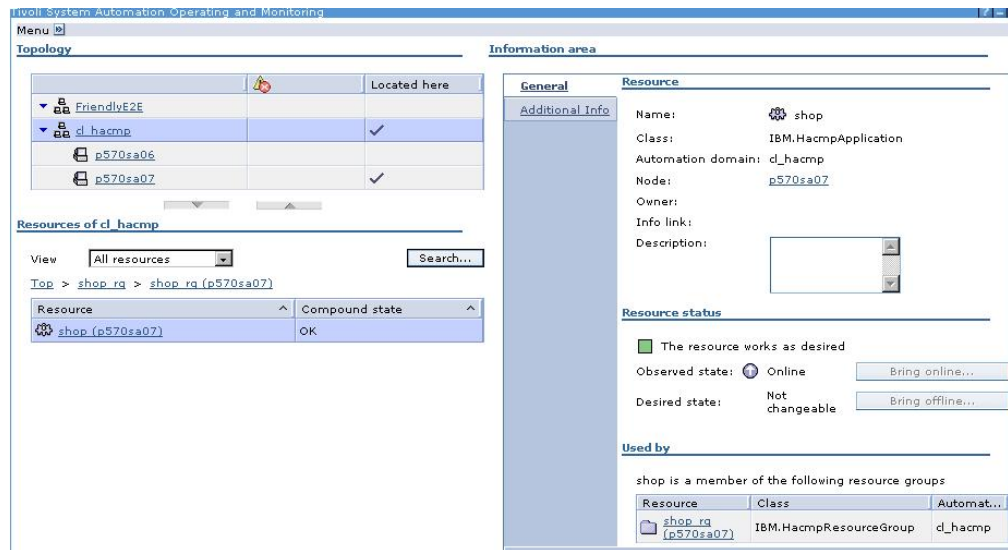 Tivoli System Automation Operating and Monitoring
Menu
Topology
Located here
FriendlyE2E
cl_hacmp
p570sa06
p570sa07
Resources of cl_hacmp
View All resources Search...
Top > shop_rg > shop_rg (p570sa07)
Resource Compound state
shop (p570sa07) OK
Information area
General
Additional Info
Resource
Name: shop
Class: IBM.HacmpApplication
Automation domain: cl_hacmp
Node: p570sa07
Owner:
Info link:
Description:
Resource status
The resource works as desired
Observed state: Online Bring online...
Desired state: Not changeable Bring offline...
Used by
shop is a member of the following resource groups
Resource Class Automat...
shop_rg (p570sa07) IBM.HacmpResourceGroup cl_hacmp